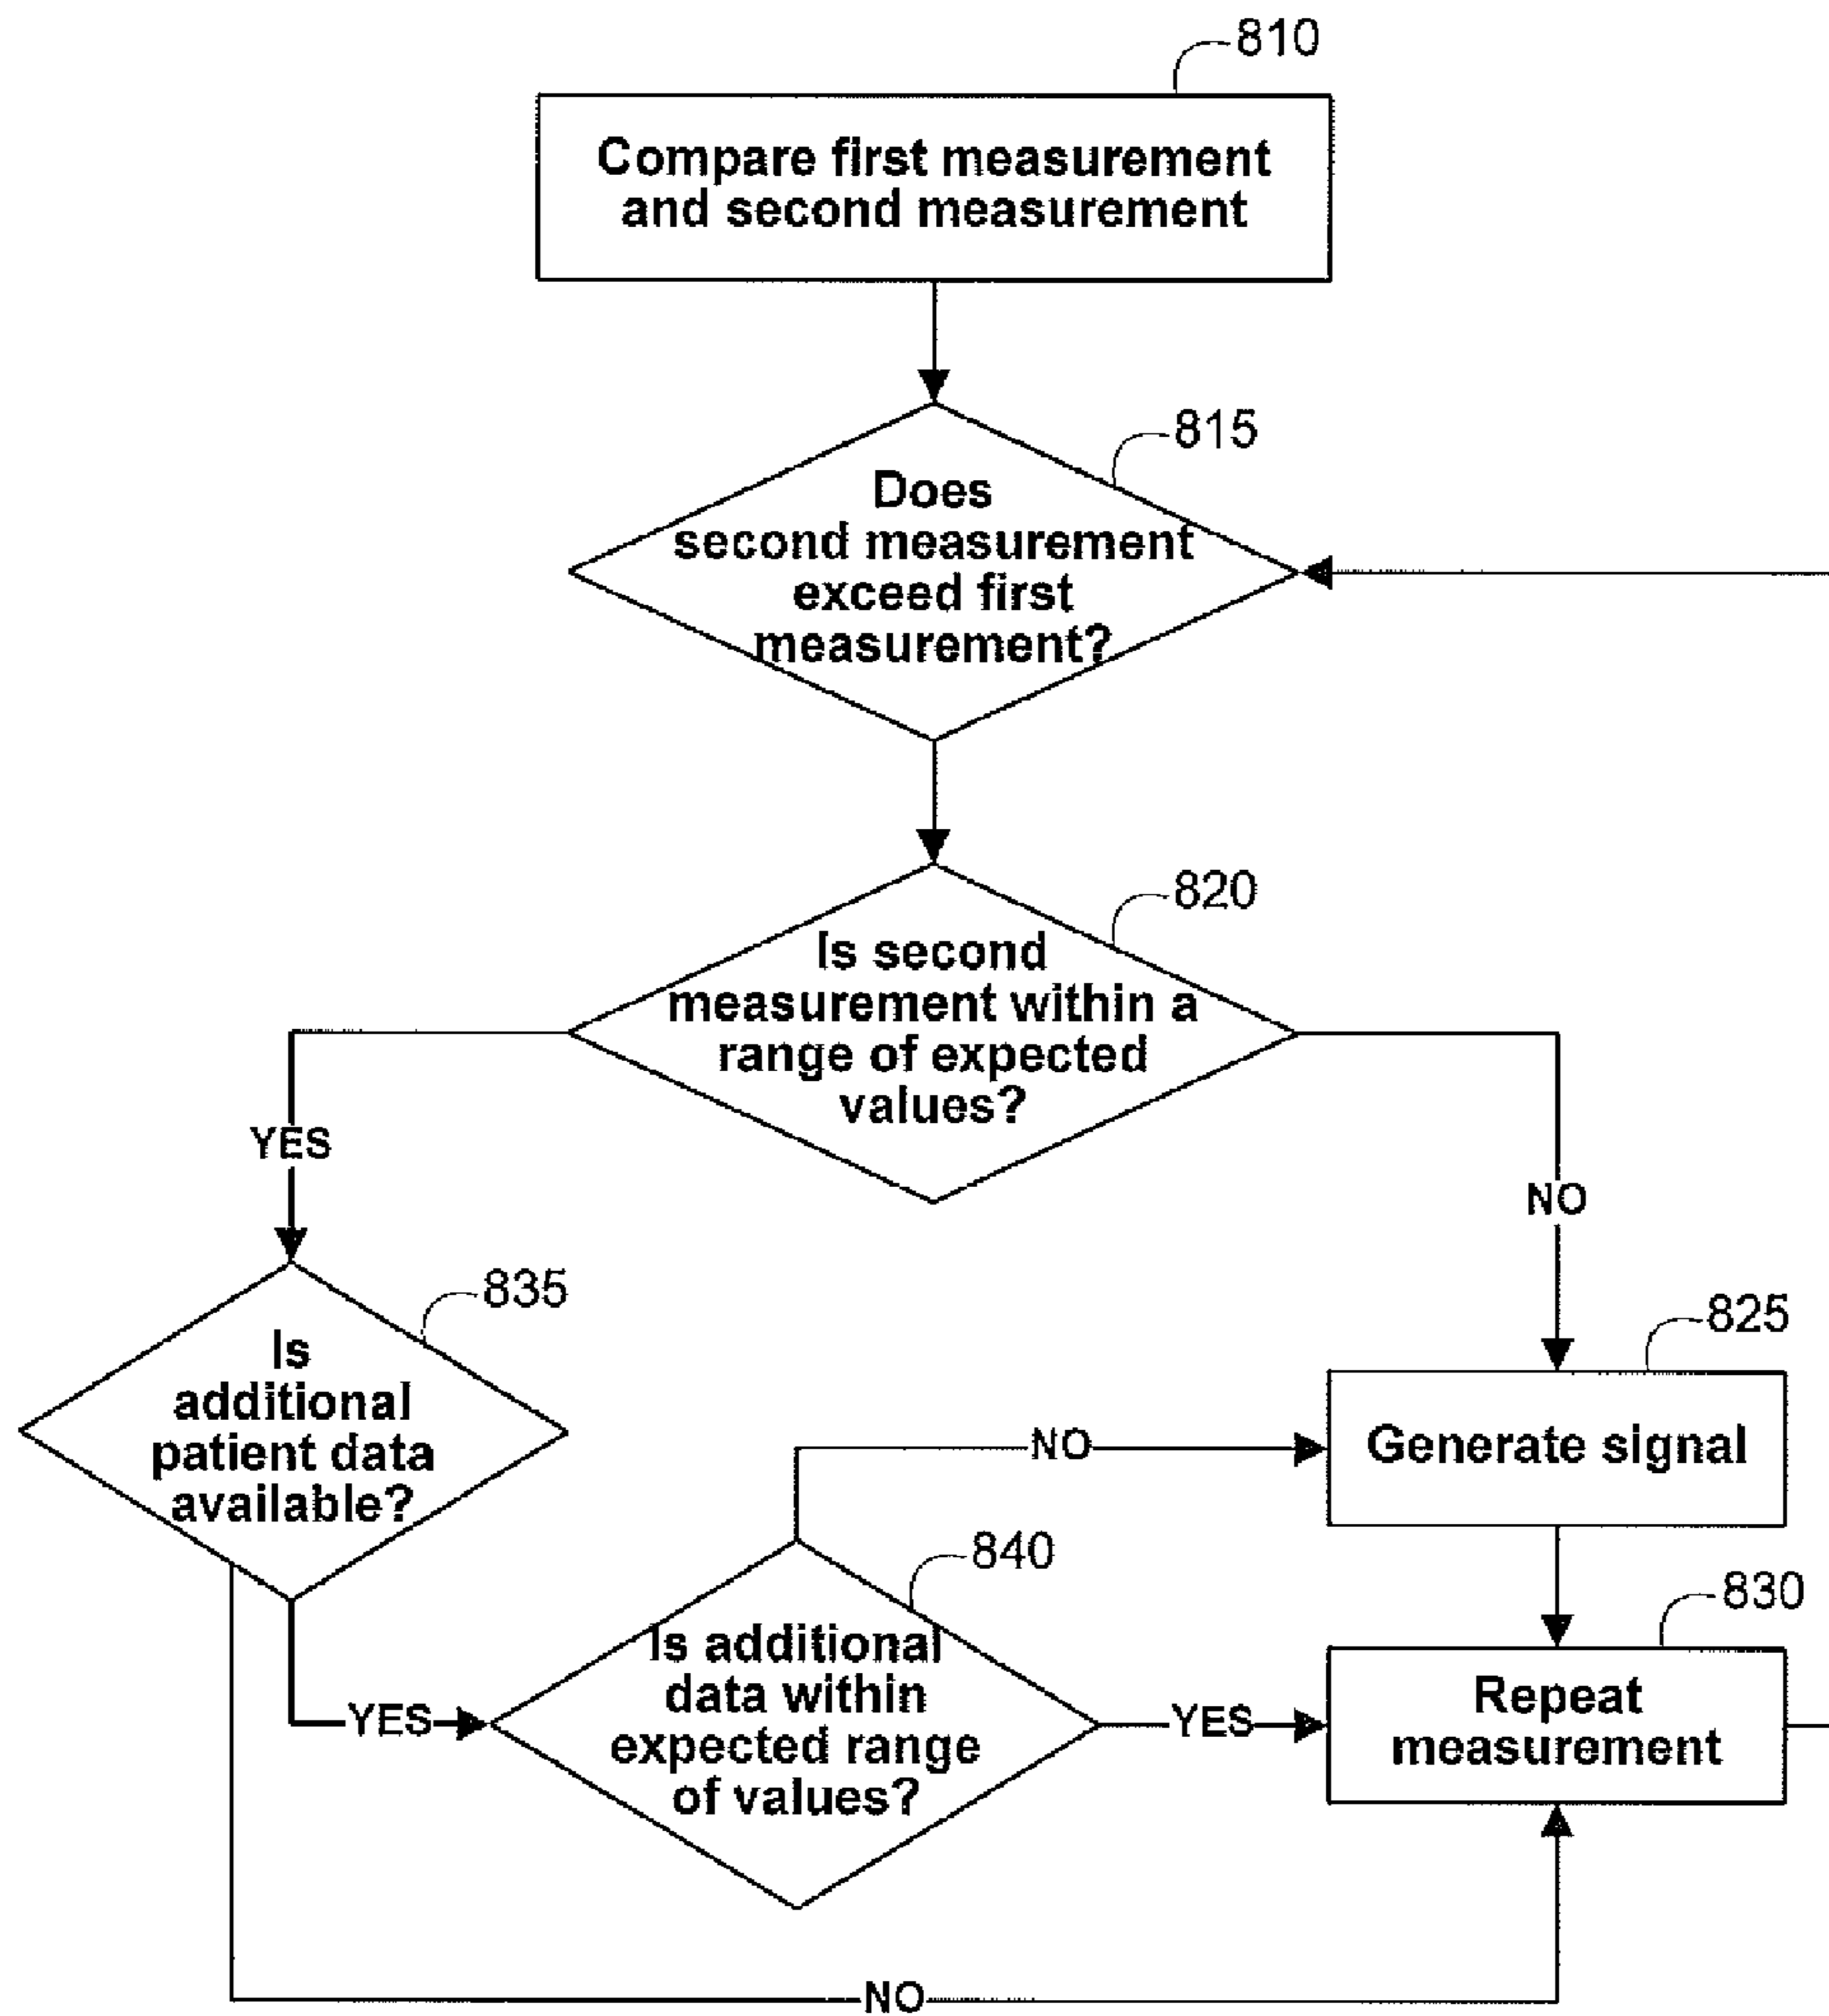 810
Compare first measurement
and second measurement
815
Does
second measurement
exceed first
measurement?
820
Is second
measurement within a
range of expected
values?
YES
NO
835
Is
additional
patient data
available?
825
Generate signal
NO
840
Is additional
data within
expected range
of values?
YES
YES
830
Repeat
measurement
NO